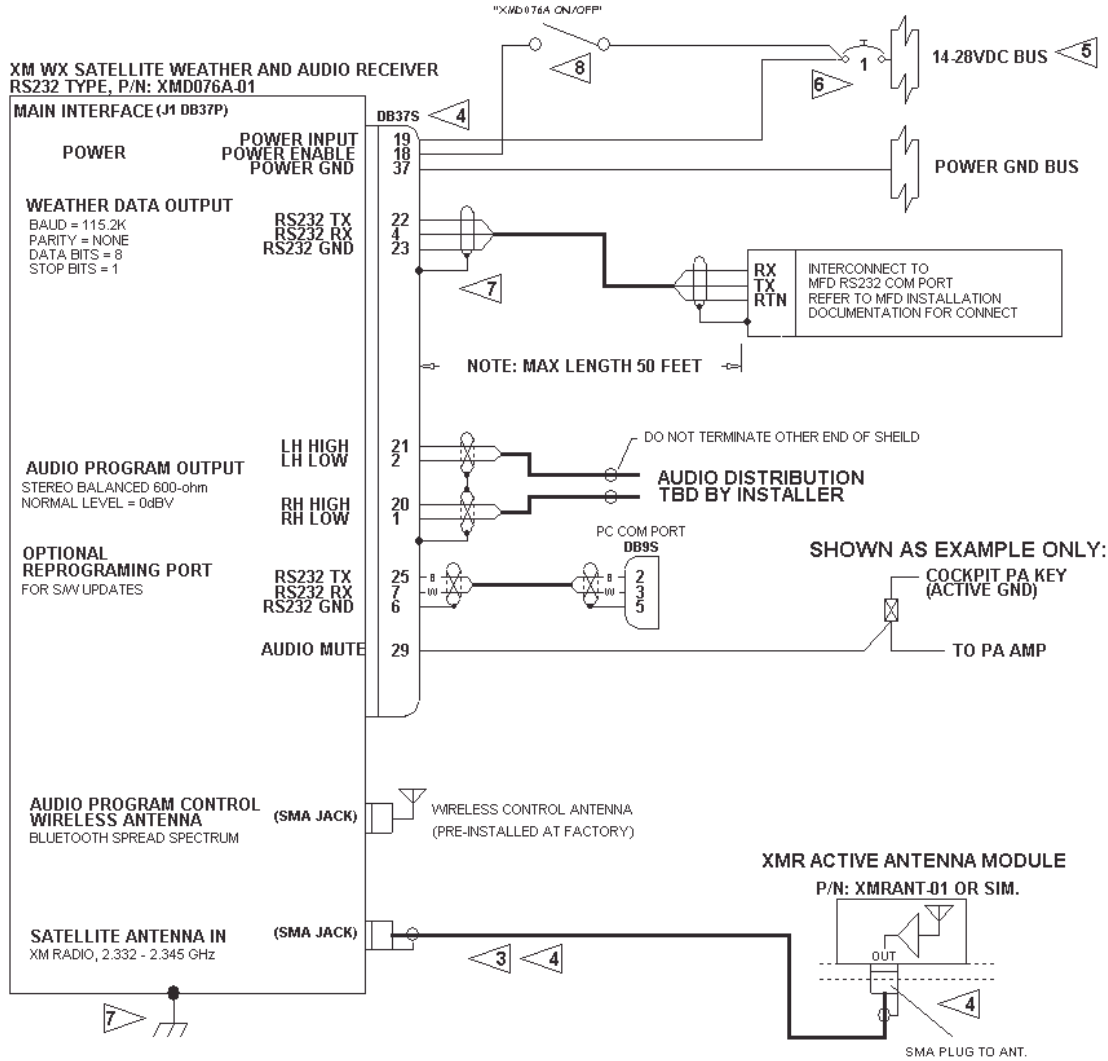 "XMD076A ON/OFF"
8
6
1
14-28VDC BUS
5
XM WX SATELLITE WEATHER AND AUDIO RECEIVER
RS232 TYPE, P/N: XMD076A-01
MAIN INTERFACE (J1 DB37P)
DB37S
4
POWER
POWER INPUT 19
POWER ENABLE 18
POWER GND 37
POWER GND BUS
WEATHER DATA OUTPUT
BAUD = 115.2K
PARITY = NONE
DATA BITS = 8
STOP BITS = 1
RS232 TX 22
RS232 RX 4
RS232 GND 23
7
RX
TX
RTN
INTERCONNECT TO
MFD RS232 COM PORT
REFER TO MFD INSTALLATION
DOCUMENTATION FOR CONNECT
NOTE: MAX LENGTH 50 FEET
AUDIO PROGRAM OUTPUT
STEREO BALANCED 600-ohm
NORMAL LEVEL = 0dBV
LH HIGH 21
LH LOW 2
RH HIGH 20
RH LOW 1
DO NOT TERMINATE OTHER END OF SHEILD
AUDIO DISTRIBUTION
TBD BY INSTALLER
OPTIONAL
REPROGRAMING PORT
FOR S/W UPDATES
RS232 TX 25
RS232 RX 7
RS232 GND 6
B
W
PC COM PORT
DB9S
B 2
W 3
5
AUDIO MUTE 29
SHOWN AS EXAMPLE ONLY:
COCKPIT PA KEY
(ACTIVE GND)
TO PA AMP
AUDIO PROGRAM CONTROL
WIRELESS ANTENNA
BLUETOOTH SPREAD SPECTRUM
(SMA JACK)
WIRELESS CONTROL ANTENNA
(PRE-INSTALLED AT FACTORY)
XMR ACTIVE ANTENNA MODULE
P/N: XMRANT-01 OR SIM.
OUT
SATELLITE ANTENNA IN
XM RADIO, 2.332 - 2.345 GHz
(SMA JACK)
3
4
4
7
SMA PLUG TO ANT.